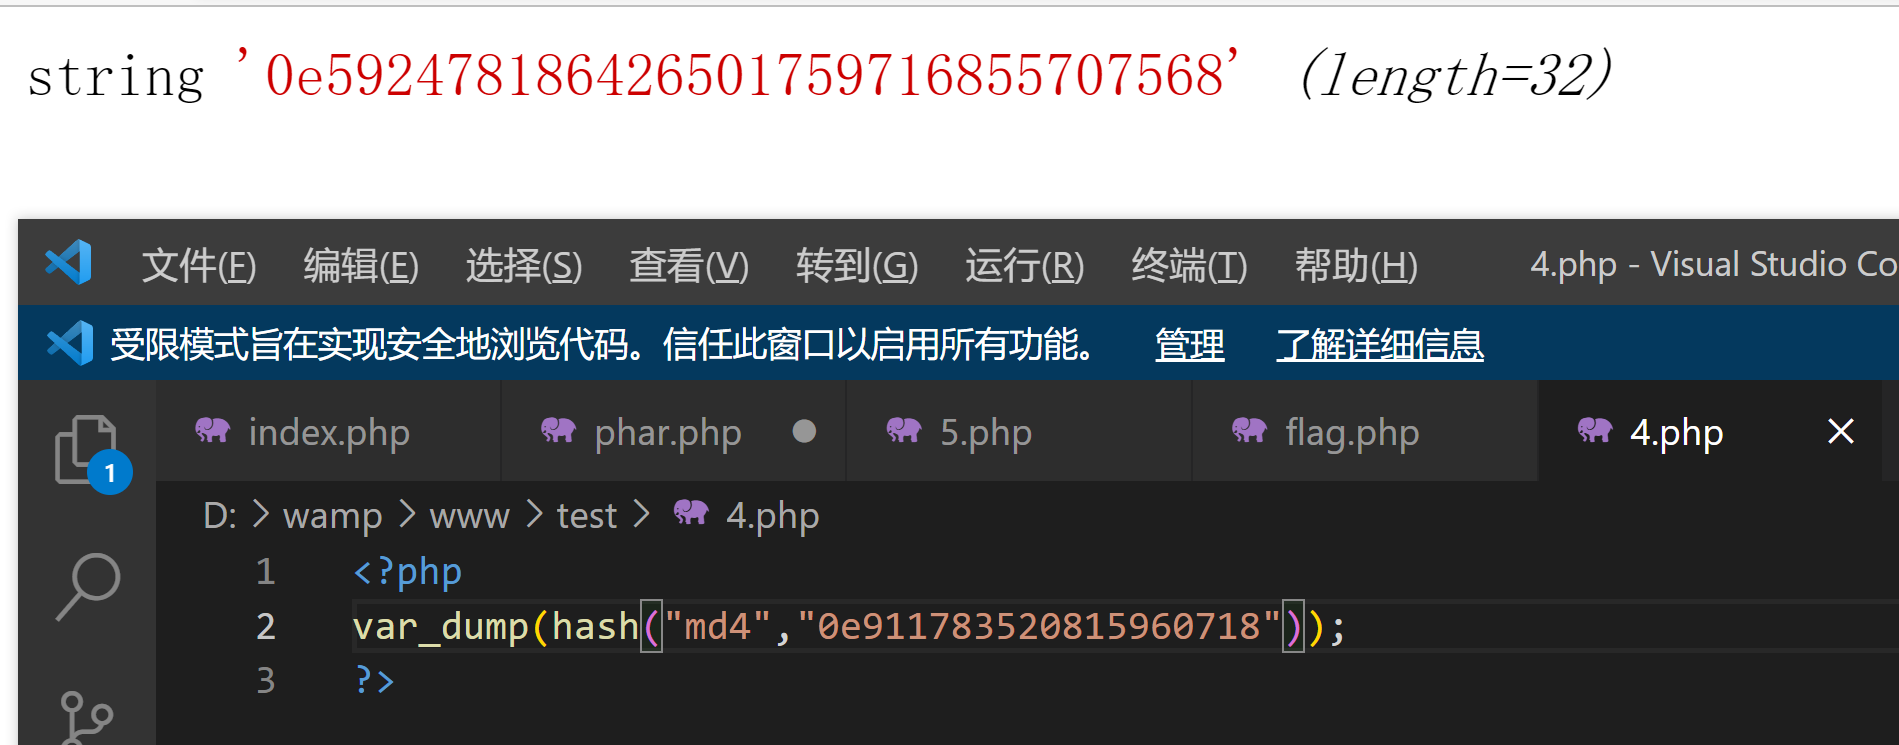 string '0e592478186426501759716855707568' (length=32)
文件(F) 编辑(E) 选择(S) 查看(V) 转到(G) 运行(R) 终端(T) 帮助(H) 4.php - Visual Studio Co
受限模式旨在实现安全地浏览代码。信任此窗口以启用所有功能。 管理 了解详细信息
1
index.php phar.php 5.php flag.php 4.php
D: > wamp > www > test > 4.php
1 <?php
2 var_dump(hash("md4","0e911783520815960718"));
3 ?>